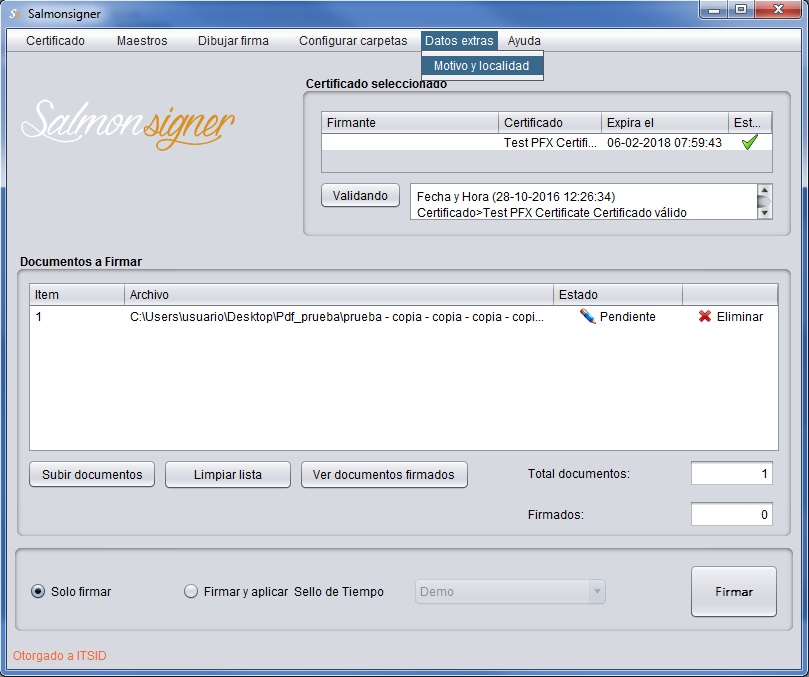 Salmonsigner
Certificado Maestros Dibujar firma Configurar carpetas Datos extras Ayuda
Motivo y localidad
Salmonsigner
Certificado seleccionado
Firmante Certificado Expira el Est...
Test PFX Certifi... 06-02-2018 07:59:43
Validando
Fecha y Hora (28-10-2016 12:26:34)
Certificado>Test PFX Certificate Certificado válido
Documentos a Firmar
Item Archivo Estado
1 C:\Users\usuario\Desktop\Pdf_prueba\prueba - copia - copia - copia - copi... Pendiente Eliminar
Subir documentos Limpiar lista Ver documentos firmados Total documentos: 1
Firmados: 0
Solo firmar Firmar y aplicar Sello de Tiempo Demo Firmar
Otorgado a ITSID